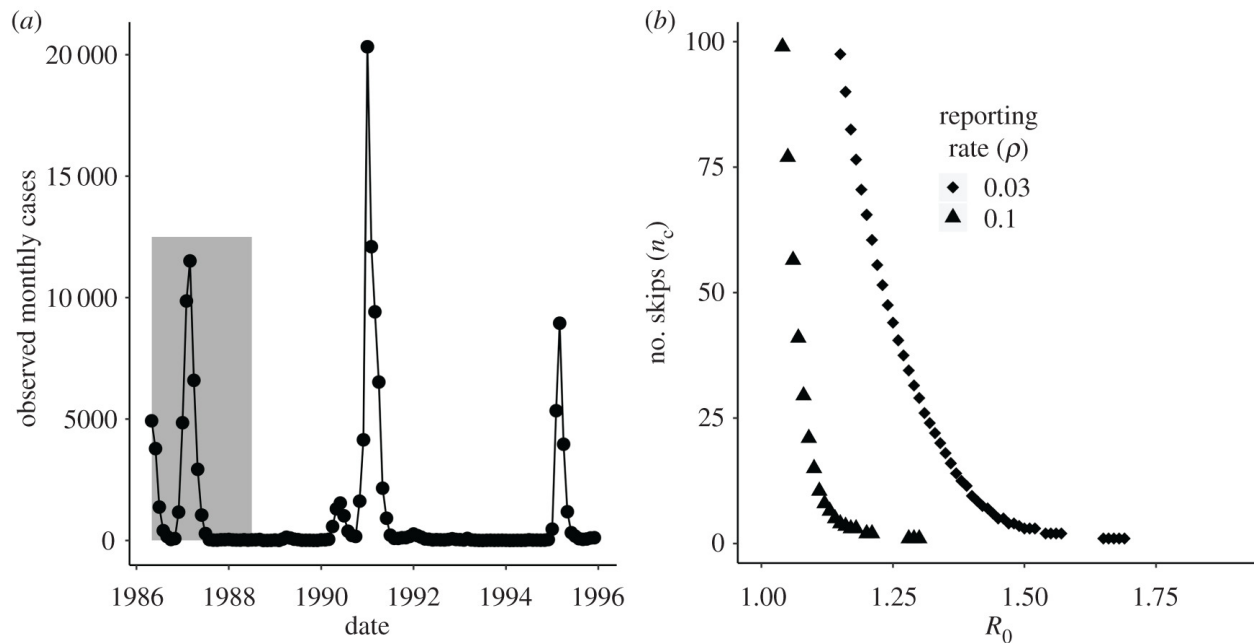 (a)
observed monthly cases
20 000
15 000
10 000
5000
0
1986
1988
1990
1992
1994
1996
date
(b)
no. skips (n_c)
100
75
50
25
0
1.00
1.25
1.50
1.75
R_0
reporting
rate (ρ)
0.03
0.1